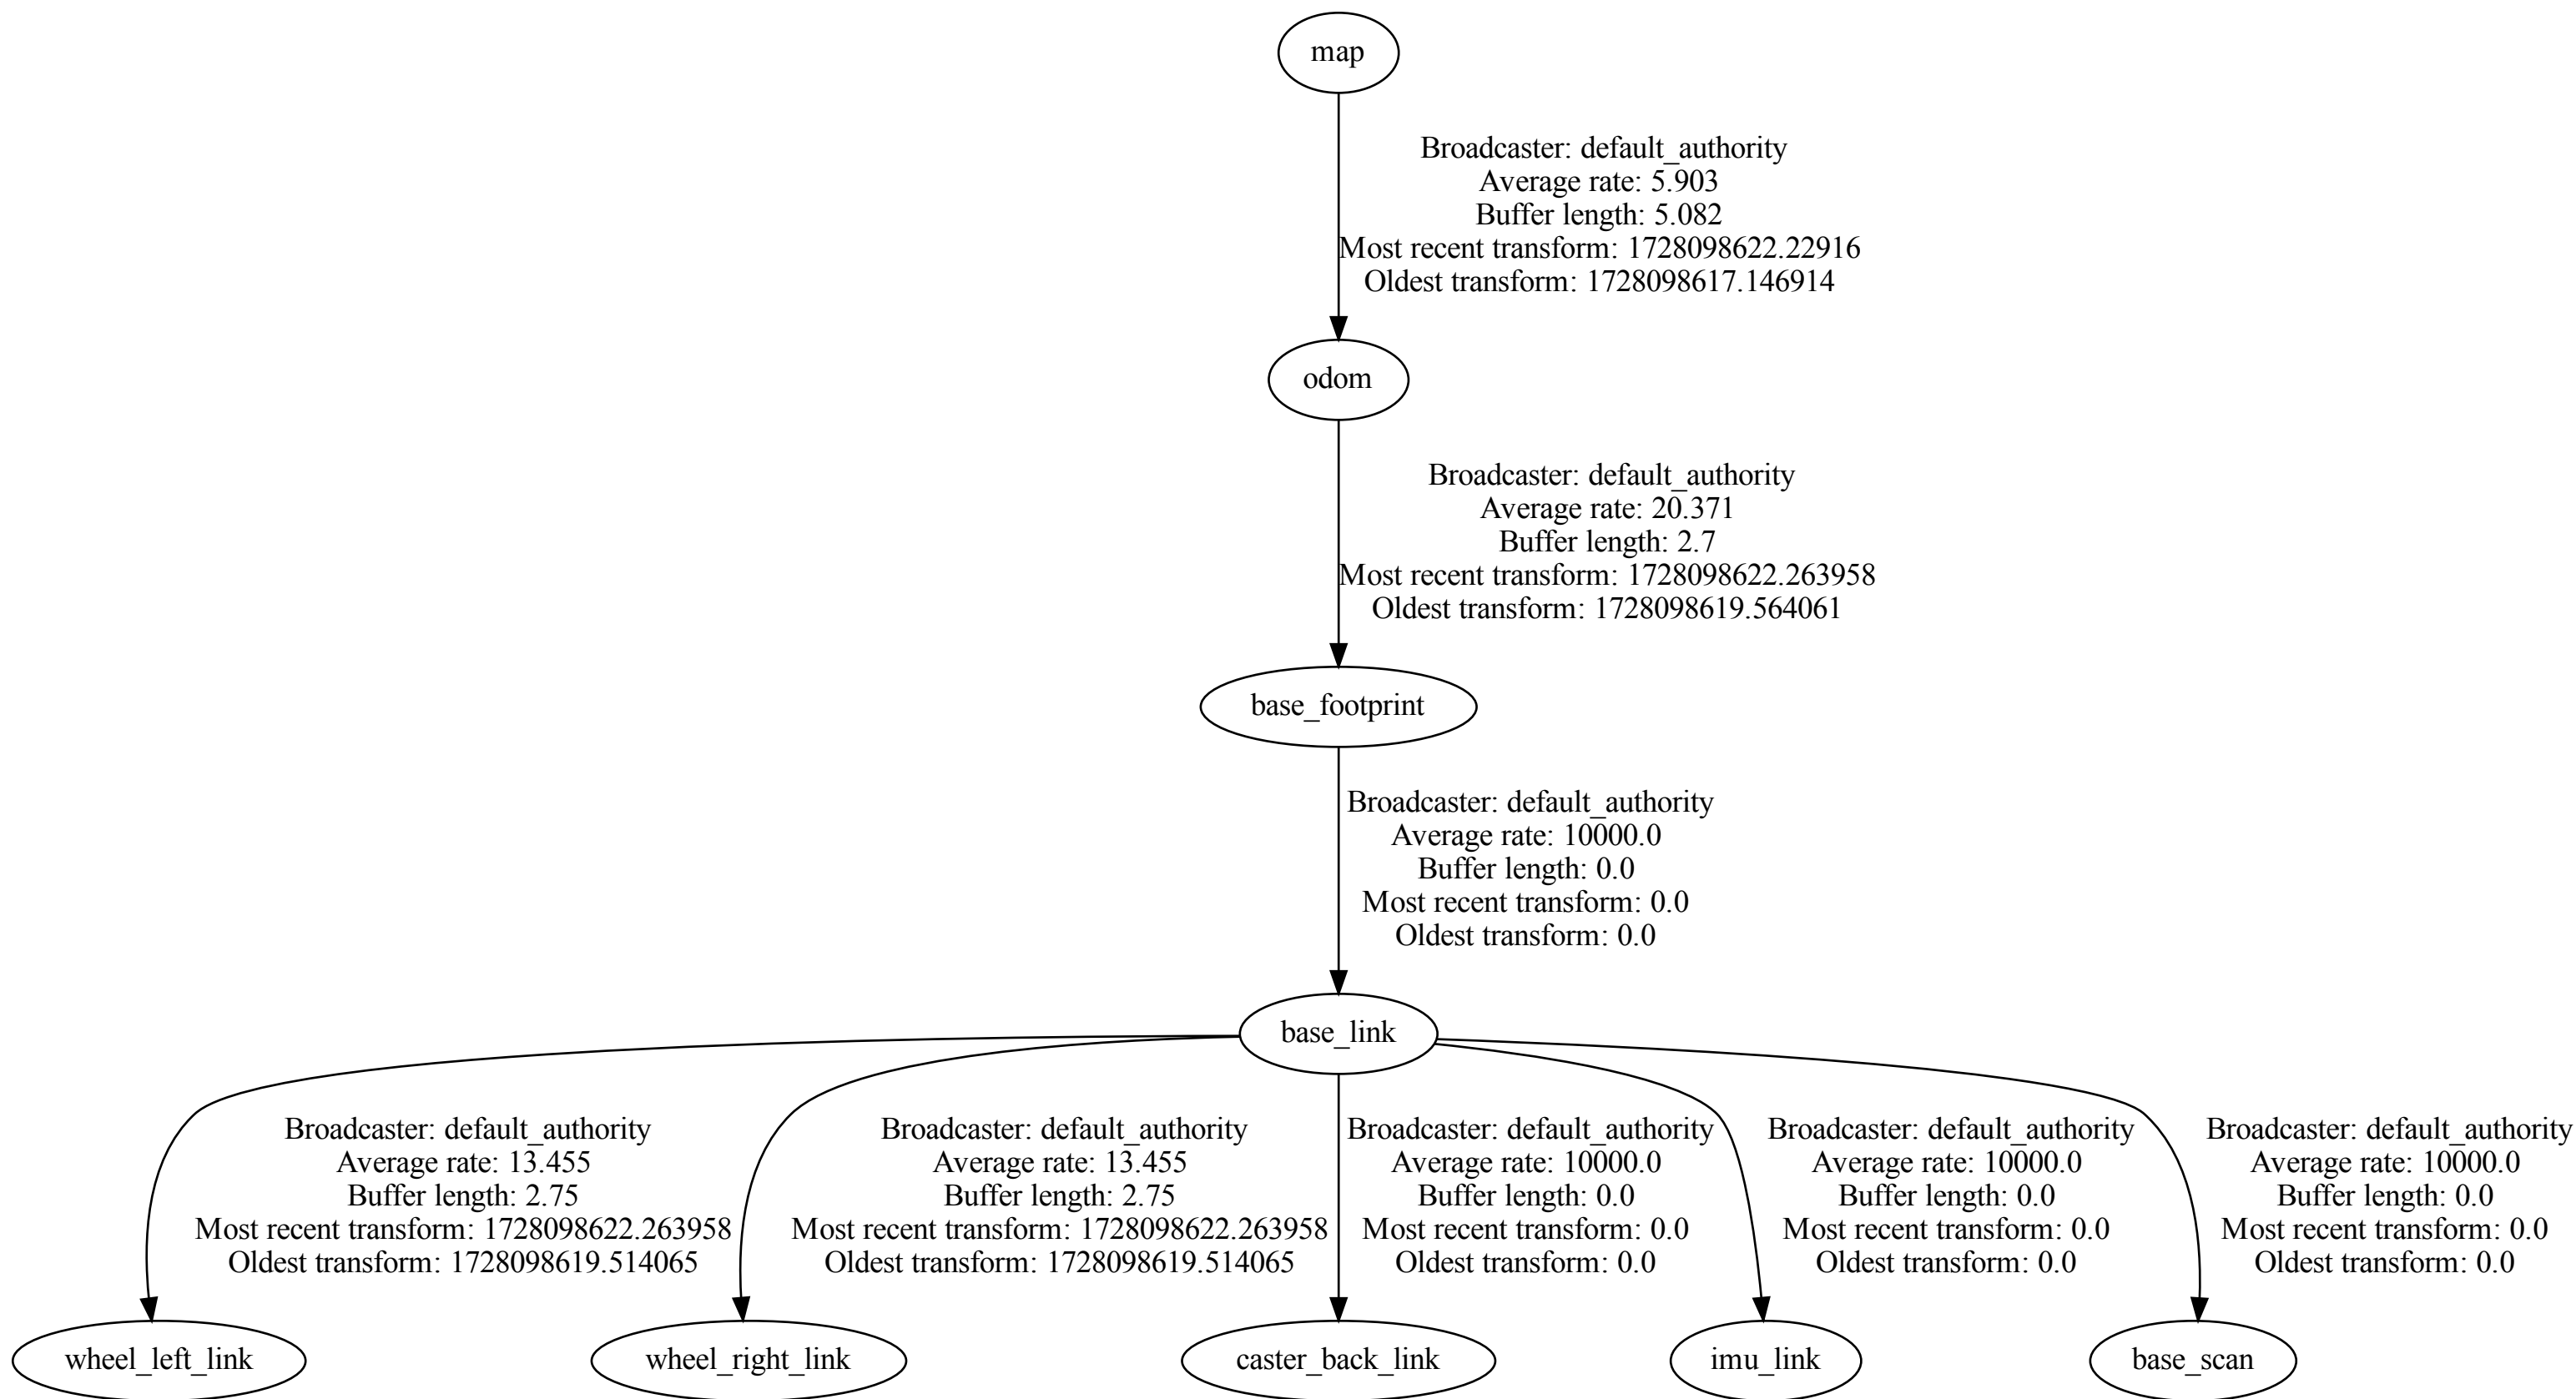 map
Broadcaster: default_authority
Average rate: 5.903
Buffer length: 5.082
Most recent transform: 1728098622.22916
Oldest transform: 1728098617.146914
odom
Broadcaster: default_authority
Average rate: 20.371
Buffer length: 2.7
Most recent transform: 1728098622.263958
Oldest transform: 1728098619.564061
base_footprint
Broadcaster: default_authority
Average rate: 10000.0
Buffer length: 0.0
Most recent transform: 0.0
Oldest transform: 0.0
base_link
Broadcaster: default_authority
Average rate: 13.455
Buffer length: 2.75
Most recent transform: 1728098622.263958
Oldest transform: 1728098619.514065
Broadcaster: default_authority
Average rate: 13.455
Buffer length: 2.75
Most recent transform: 1728098622.263958
Oldest transform: 1728098619.514065
Broadcaster: default_authority
Average rate: 10000.0
Buffer length: 0.0
Most recent transform: 0.0
Oldest transform: 0.0
Broadcaster: default_authority
Average rate: 10000.0
Buffer length: 0.0
Most recent transform: 0.0
Oldest transform: 0.0
Broadcaster: default_authority
Average rate: 10000.0
Buffer length: 0.0
Most recent transform: 0.0
Oldest transform: 0.0
wheel_left_link
wheel_right_link
caster_back_link
imu_link
base_scan